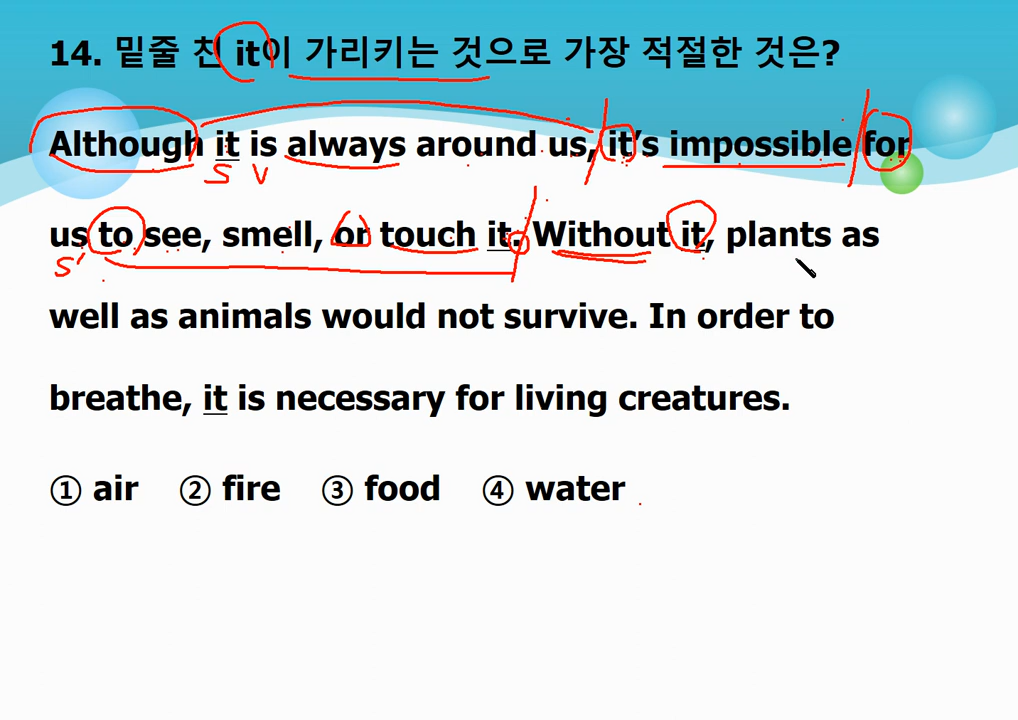 14. 밑줄 친 it이 가리키는 것으로 가장 적절한 것은?
Although it is always around us, it's impossible for
S V
us to see, smell, or touch it. Without it, plants as
S'
well as animals would not survive. In order to
breathe, it is necessary for living creatures.
① air ② fire ③ food ④ water